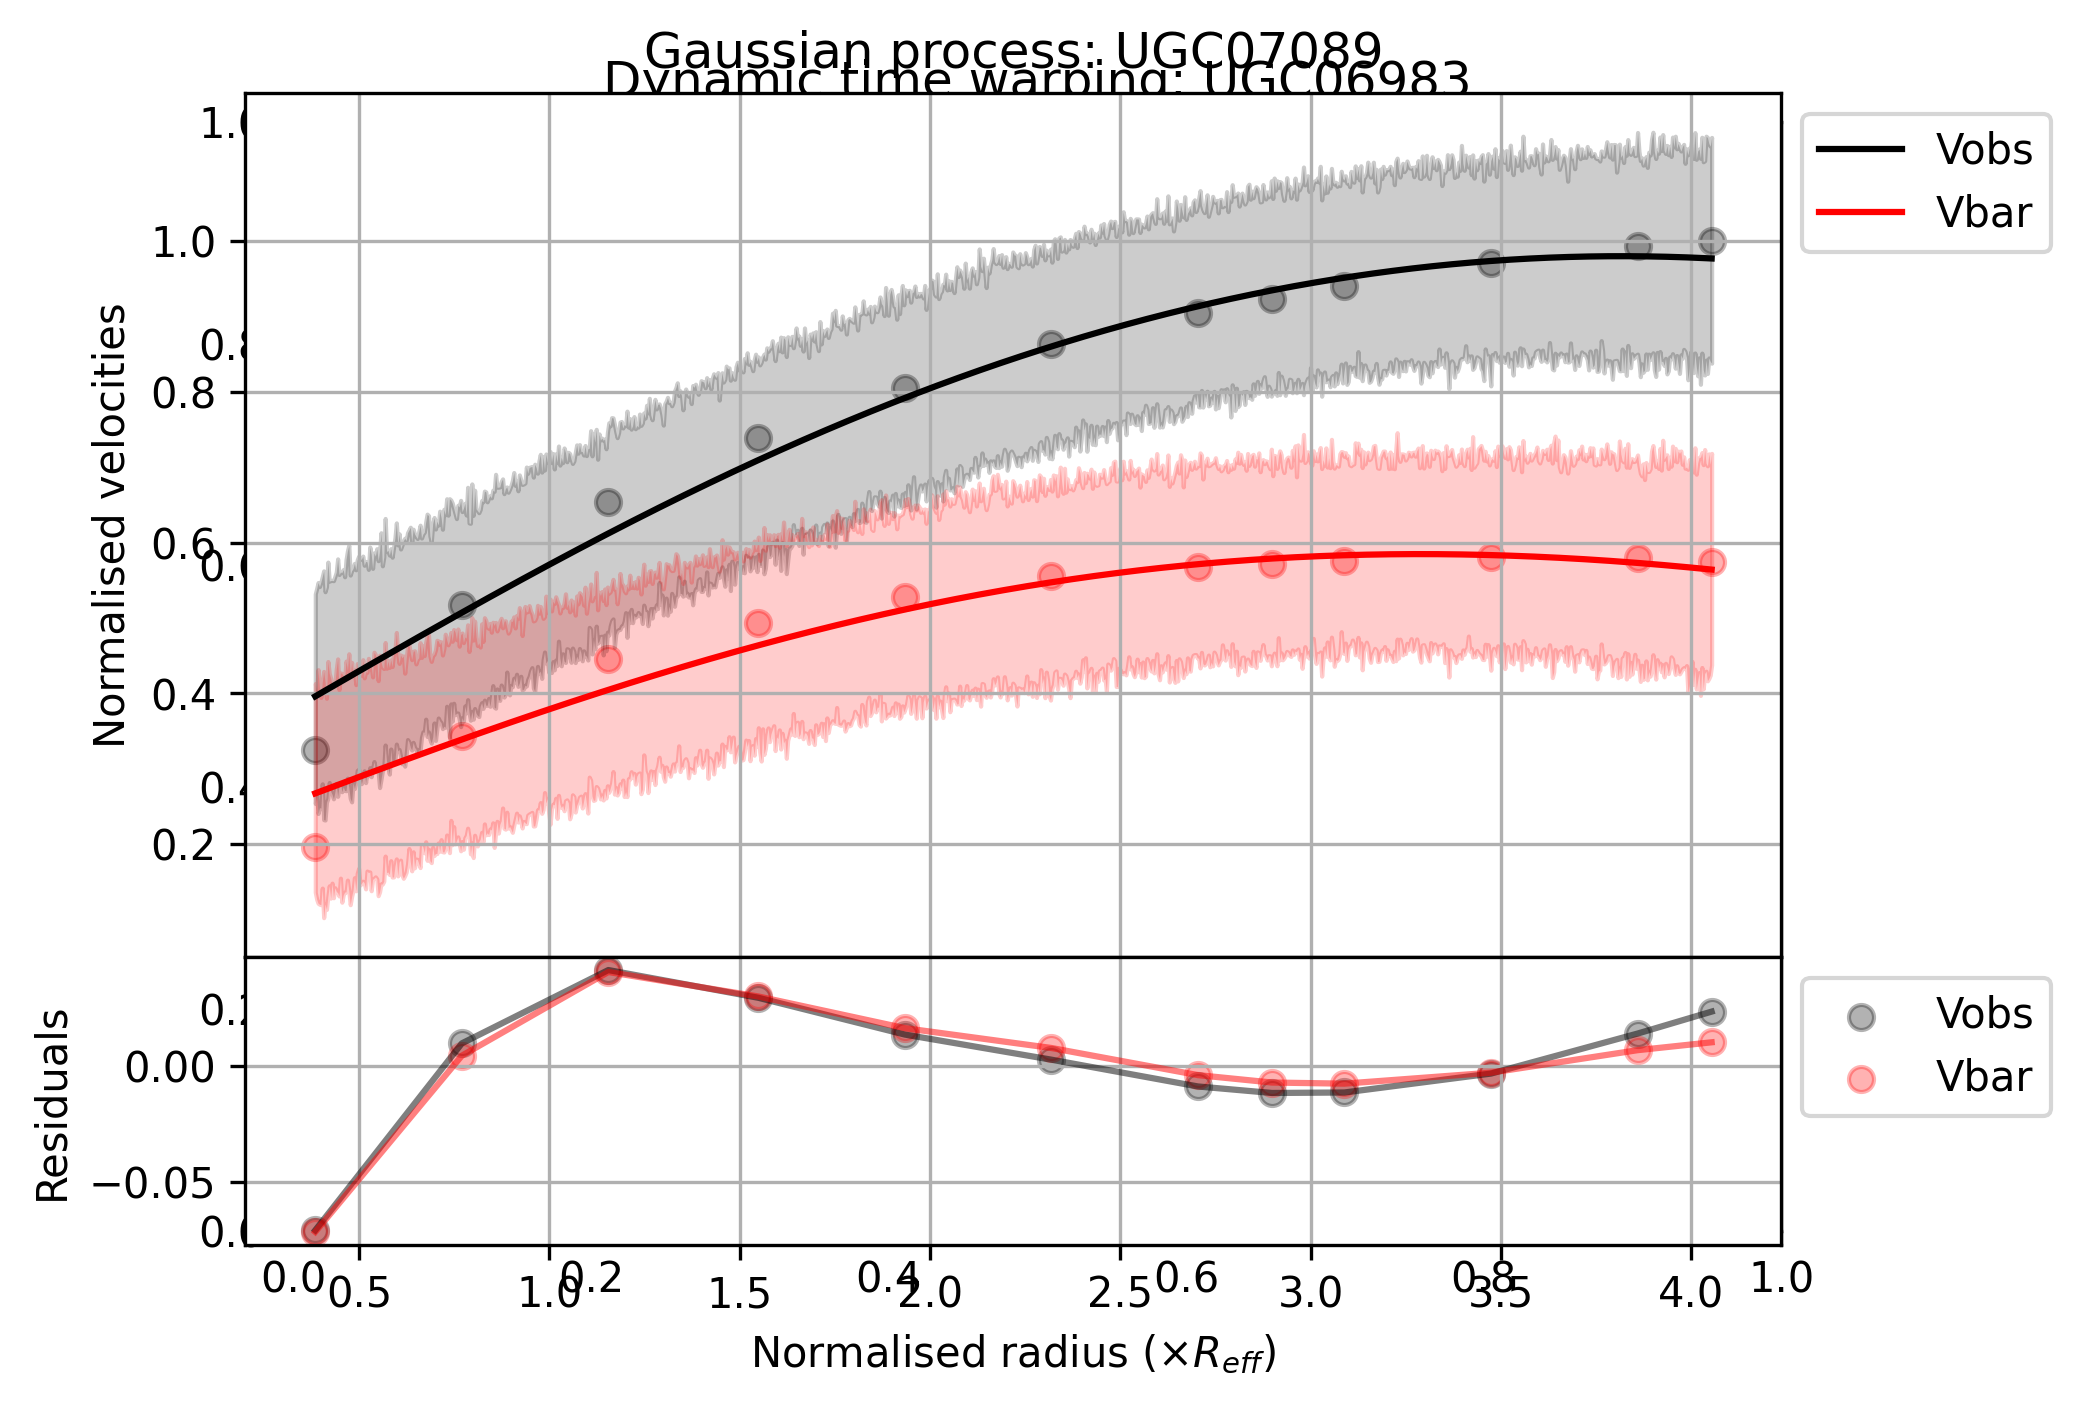 Gaussian process: UGC07089
Dynamic time warping: UGC06983
Normalised velocities
1.0
0.8
0.6
0.4
0.2
Vobs
Vbar
Residuals
0.00
−0.05
Vobs
Vbar
0.0 0.2 0.4 0.6 0.8 1.0
0.5 1.0 1.5 2.0 2.5 3.0 3.5 4.0
Normalised radius (×R_eff)